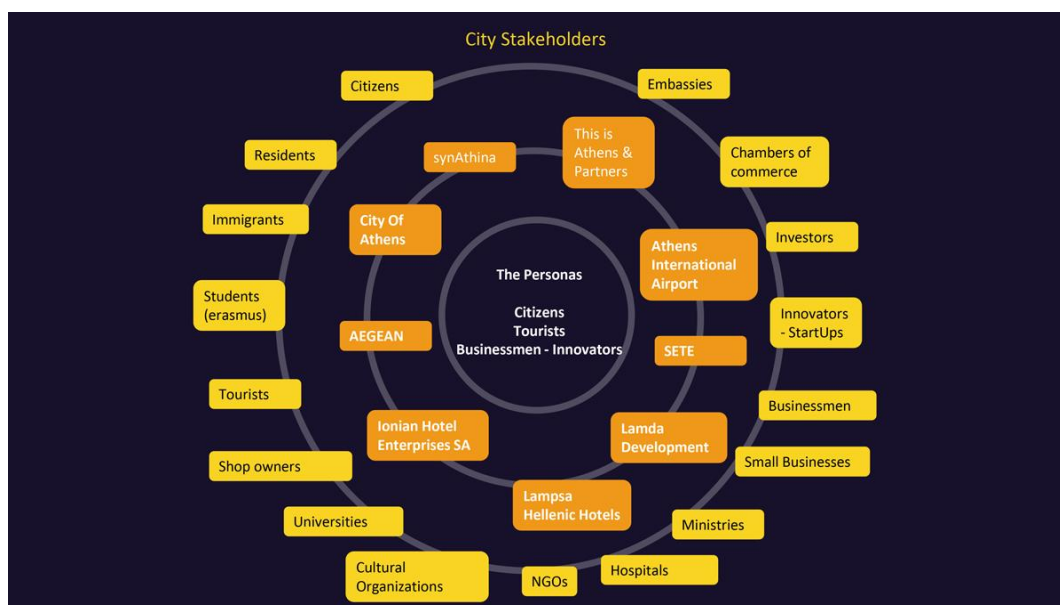 City Stakeholders
Citizens
Embassies
Residents
synAthina
This is
Athens &
Partners
Chambers of
commerce
Immigrants
City Of
Athens
Athens
International
Airport
Investors
The Personas
Citizens
Tourists
Businessmen - Innovators
Students
(erasmus)
AEGEAN
SETE
Innovators
- StartUps
Tourists
Ionian Hotel
Enterprises SA
Lamda
Development
Businessmen
Shop owners
Small Businesses
Universities
Lampsa
Hellenic Hotels
Ministries
Cultural
Organizations
NGOs
Hospitals